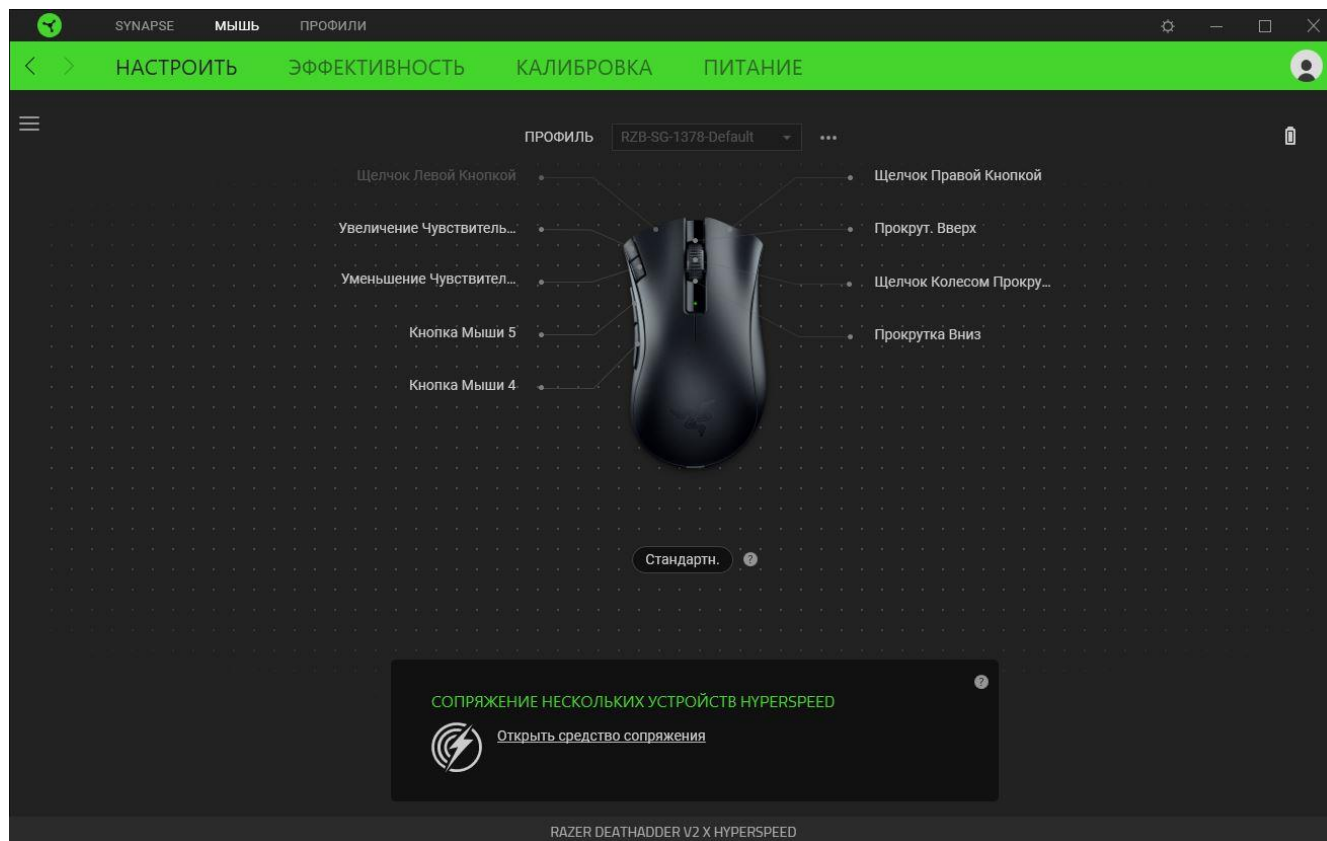 SYNAPSE МЫШЬ ПРОФИЛИ
НАСТРОИТЬ ЭФФЕКТИВНОСТЬ КАЛИБРОВКА ПИТАНИЕ
ПРОФИЛЬ RZB-SG-1378-Default
Щелчок Левой Кнопкой Щелчок Правой Кнопкой
Увеличение Чувствитель... Прокрут. Вверх
Уменьшение Чувствител... Щелчок Колесом Прокру...
Кнопка Мыши 5 Прокрутка Вниз
Кнопка Мыши 4
Стандартн. ?
?
СОПРЯЖЕНИЕ НЕСКОЛЬКИХ УСТРОЙСТВ HYPERSPEED
Открыть средство сопряжения
RAZER DEATHADDER V2 X HYPERSPEED